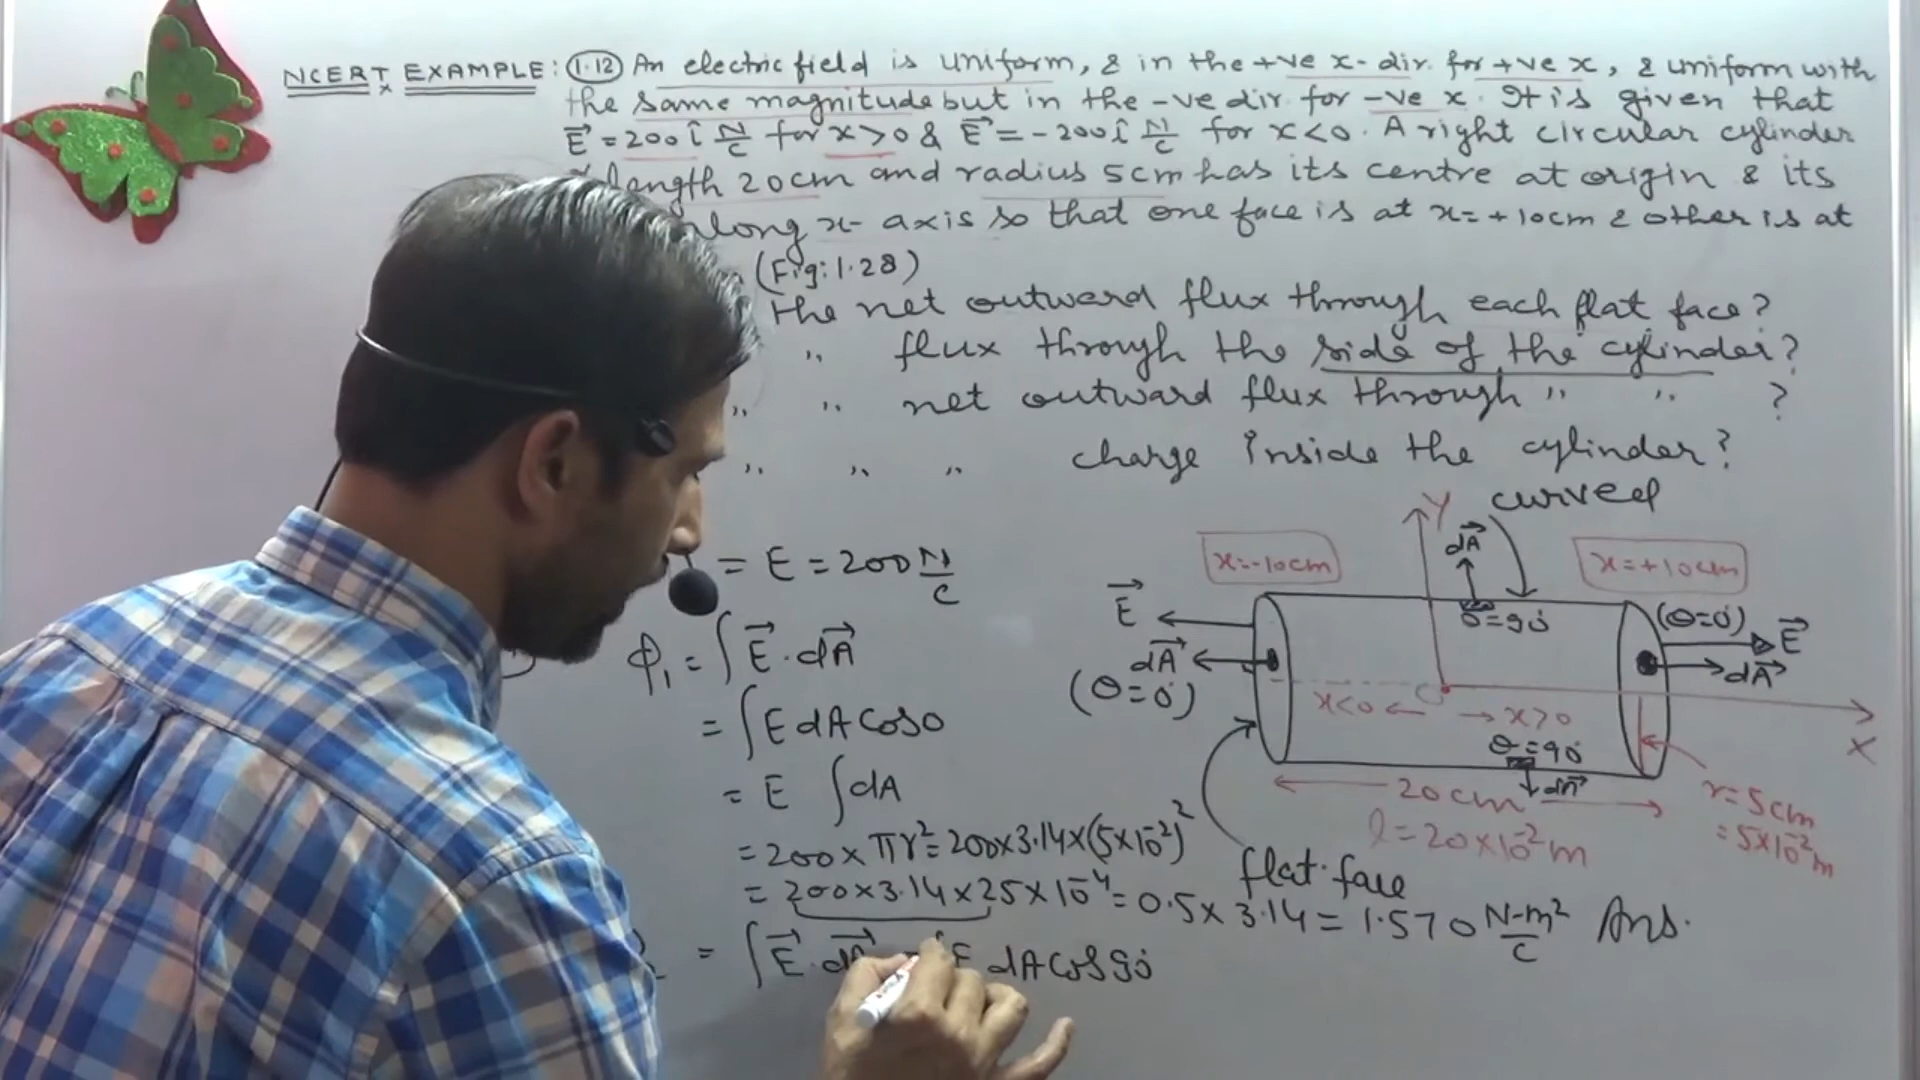 NCERT EXAMPLE: 1.12 An electric field is uniform, & in the +ve x-dir. for +ve x, & uniform with
the same magnitude but in the -ve dir. for -ve x. It is given that
E⃗ = 200 î N/C for x>0 & E⃗ = -200 î N/C for x<0. A right circular cylinder
length 20cm and radius 5cm has its centre at origin & its
along x-axis so that one face is at x=+10cm & other is at
(Fig: 1.28)
the net outward flux through each flat face?
,, flux through the side of the cylinder?
,, ,, net outward flux through ,, ,, ?
,, ,, ,, charge inside the cylinder?
curved
Y
dA⃗
x=-10cm
x=+10cm
= E = 200 N/C
E⃗
θ=90°
(θ=0°)
E⃗
ϕ₁ = ∫E⃗.dA⃗
dA⃗
dA⃗
(θ=0°)
O
= ∫E dA Cos0
x<0 ←
→ x>0
X
θ=90°
= E ∫dA
20cm
dA⃗
r=5cm
= 5×10⁻²m
l=20×10⁻²m
= 200×πr² = 200×3.14×(5×10⁻²)²
flat face
= 200×3.14×25×10⁻⁴ = 0.5×3.14 = 1.570 N-m²/C Ans.
= ∫E⃗.dA⃗ = ∫E dA Cos90°